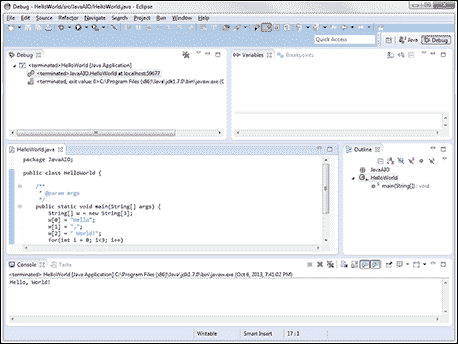 Debug - HelloWorld/src/JavaAIO/HelloWorld.java - Eclipse
File Edit Source Refactor Navigate Search Project Run Window Help
Quick Access
Java Debug
Debug
<terminated> HelloWorld [Java Application]
<terminated>JavaAIO.HelloWorld at localhost:59677
<terminated, exit value: 0>C:\Program Files (x86)\Java\jdk1.7.0\bin\javaw.exe (O
Variables Breakpoints
HelloWorld.java
package JavaAIO;
public class HelloWorld {
/**
* @param args
*/
public static void main(String[] args) {
String[] w = new String[3];
w[0] = "Hello";
w[1] = ",";
w[2] = " World!";
for(int i = 0; i<3; i++)
Outline
JavaAIO
HelloWorld
main(String[]) : void
Console Tasks
<terminated> HelloWorld [Java Application] C:\Program Files (x86)\Java\jdk1.7.0\bin\javaw.exe (Oct 6, 2013, 7:41:02 PM)
Hello, World!
Writable Smart Insert 17 : 1